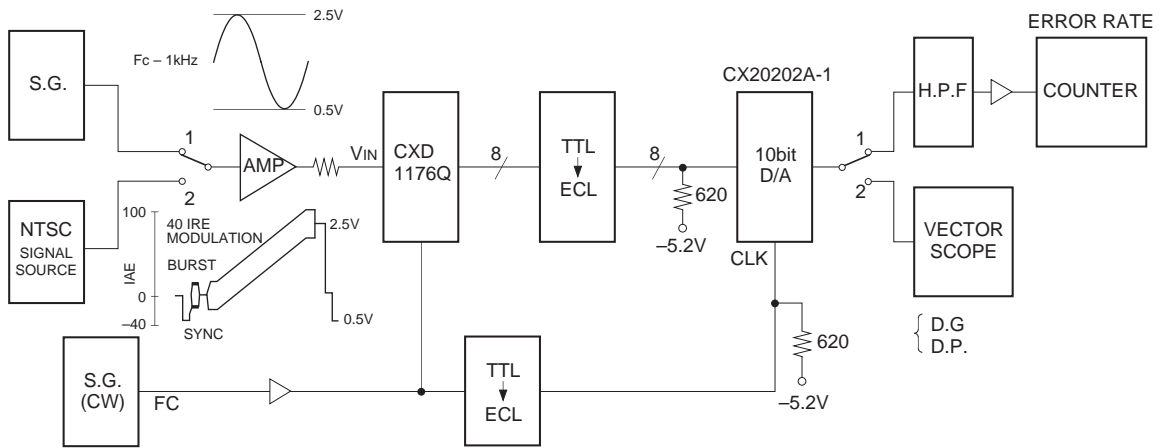 2.5V
Fc – 1kHz
0.5V
ERROR RATE
S.G.
CX20202A-1
H.P.F
COUNTER
1
2
AMP
VIN
CXD
1176Q
8
TTL
ECL
8
620
–5.2V
10bit
D/A
CLK
1
2
NTSC
SIGNAL
SOURCE
100
IAE
0
–40
40 IRE
MODULATION
BURST
2.5V
SYNC
0.5V
VECTOR
SCOPE
D.G
D.P.
S.G.
(CW)
FC
TTL
ECL
620
–5.2V